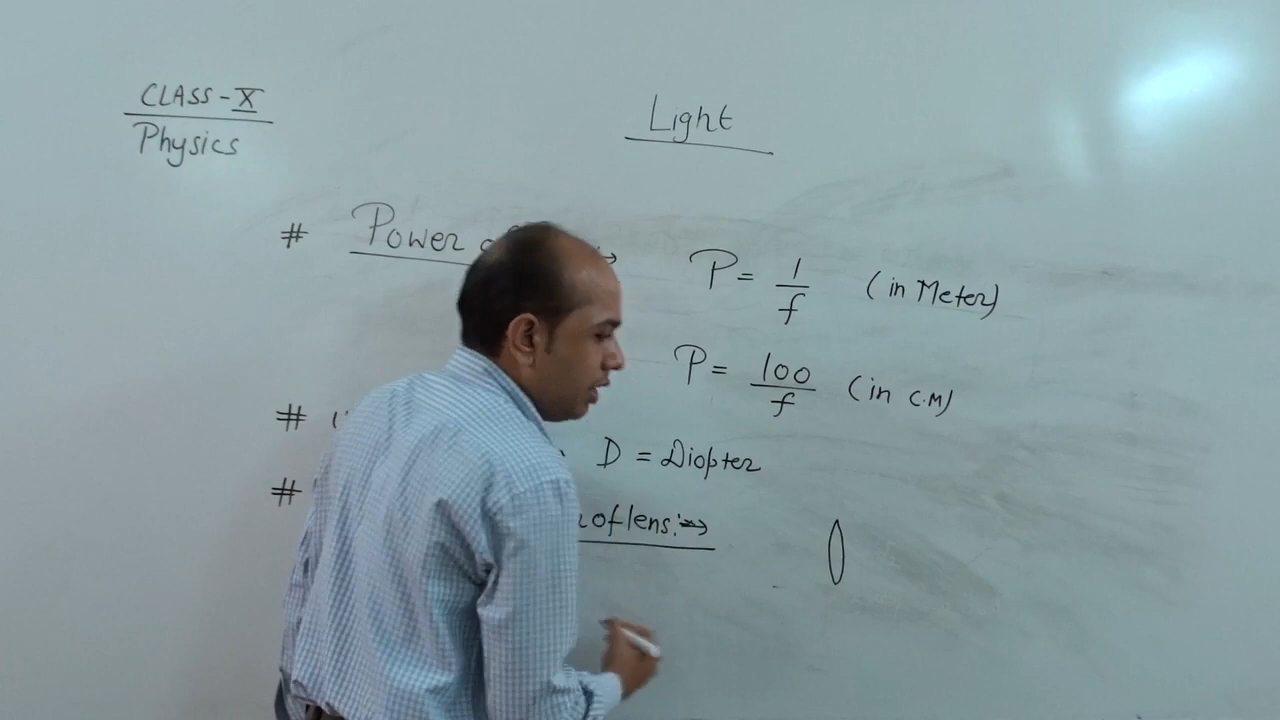 CLASS-X
Physics
Light
# Power
P = 1/f (in Meter)
P = 100/f (in C.M)
#
D = Diopter
# of lens:→